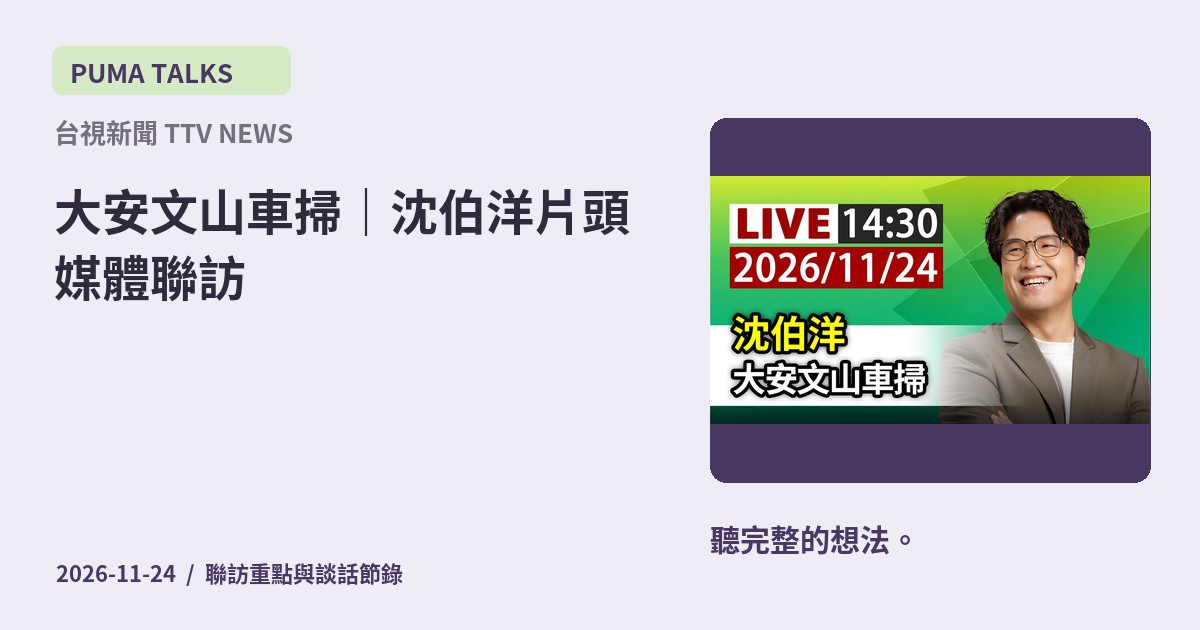 PUMA TALKS
台視新聞 TTV NEWS
大安文山車掃｜沈伯洋片頭
媒體聯訪
LIVE 14:30
2026/11/24
沈伯洋
大安文山車掃
聽完整的想法。
2026-11-24 / 聯訪重點與談話節錄